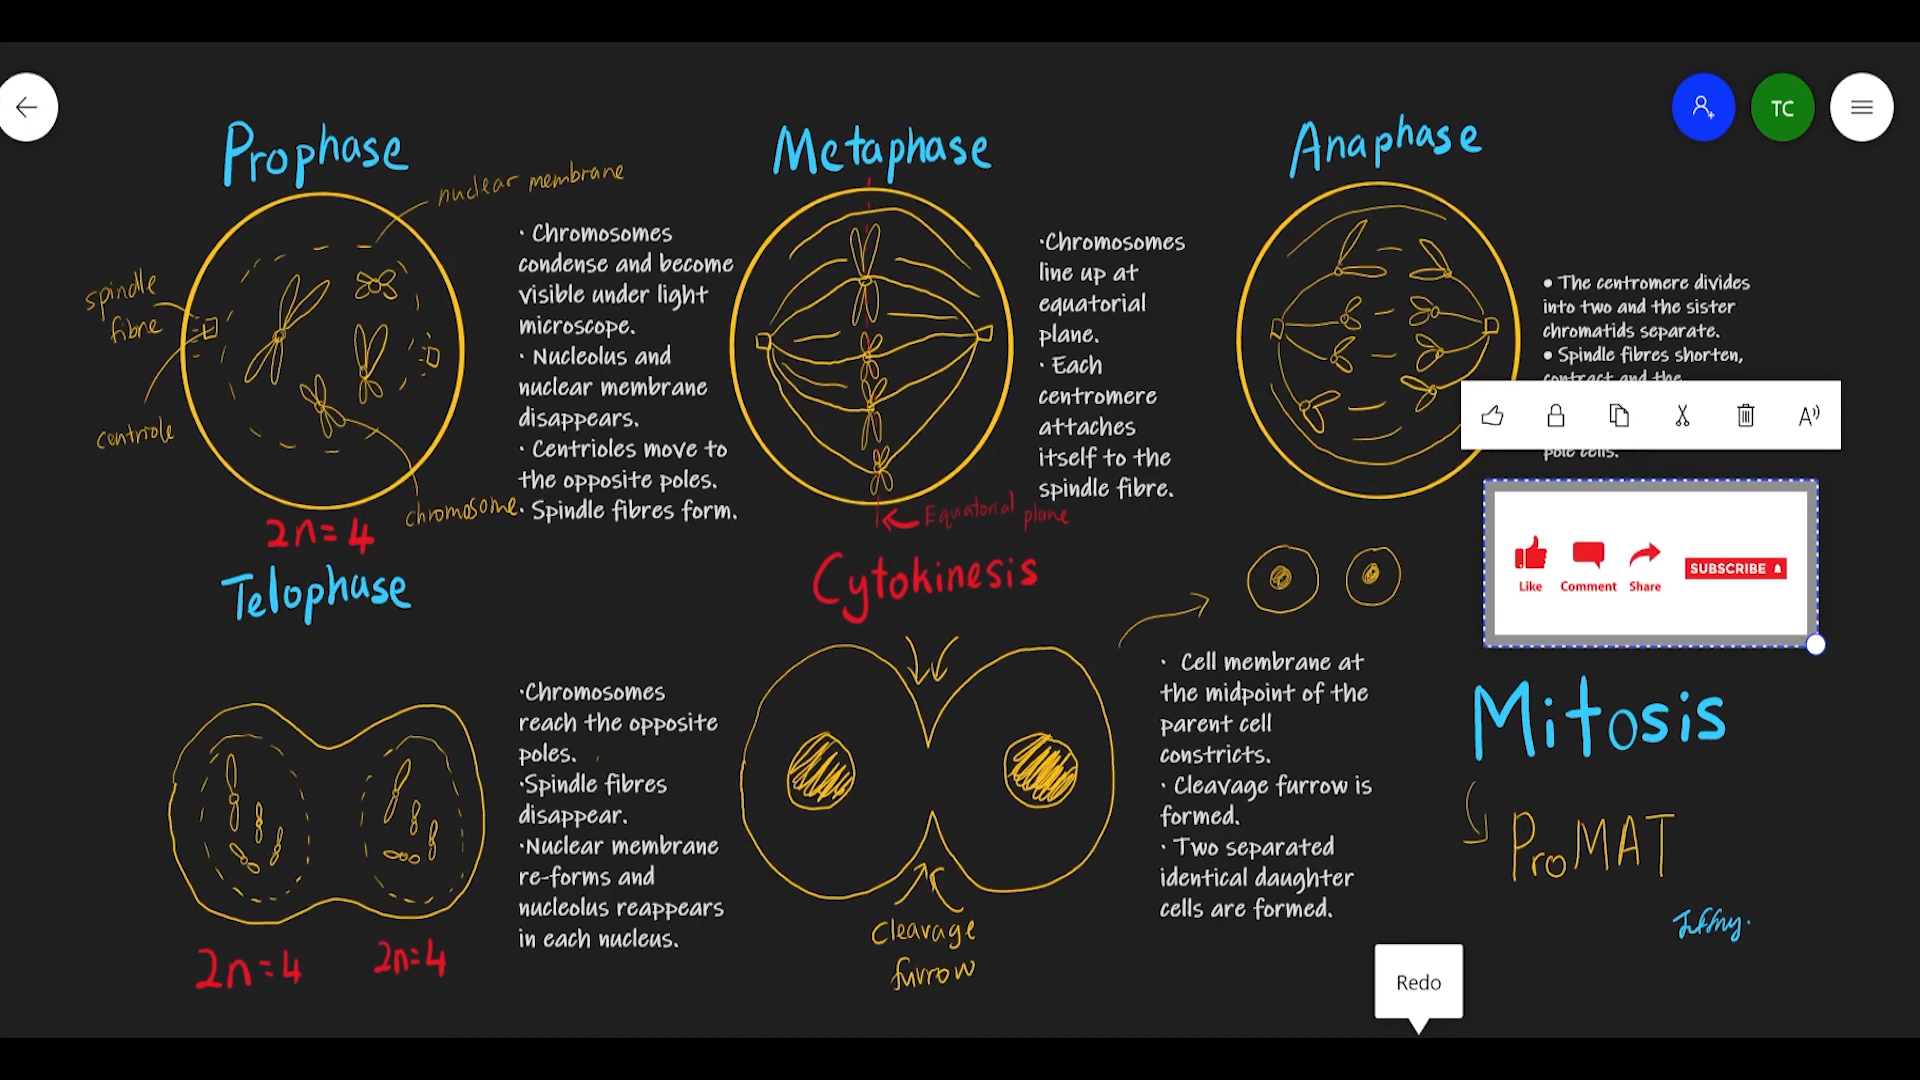 Prophase
nuclear membrane
spindle
fibre
centriole
chromosome
2n=4
· Chromosomes
condense and become
visible under light
microscope.
· Nucleolus and
nuclear membrane
disappears.
· Centrioles move to
the opposite poles.
· Spindle fibres form.
Metaphase
·Chromosomes
line up at
equatorial
plane.
· Each
centromere
attaches
itself to the
spindle fibre.
Equatorial plane
Anaphase
• The centromere divides
into two and the sister
chromatids separate.
• Spindle fibres shorten,
contract and the
pole cells.
TC
A
Like
Comment
Share
SUBSCRIBE
Telophase
·Chromosomes
reach the opposite
poles.
·Spindle fibres
disappear.
·Nuclear membrane
re-forms and
nucleolus reappears
in each nucleus.
2n=4
2n=4
Cytokinesis
Cleavage
furrow
· Cell membrane at
the midpoint of the
parent cell
constricts.
· Cleavage furrow is
formed.
· Two separated
identical daughter
cells are formed.
Mitosis
ProMAT
Redo